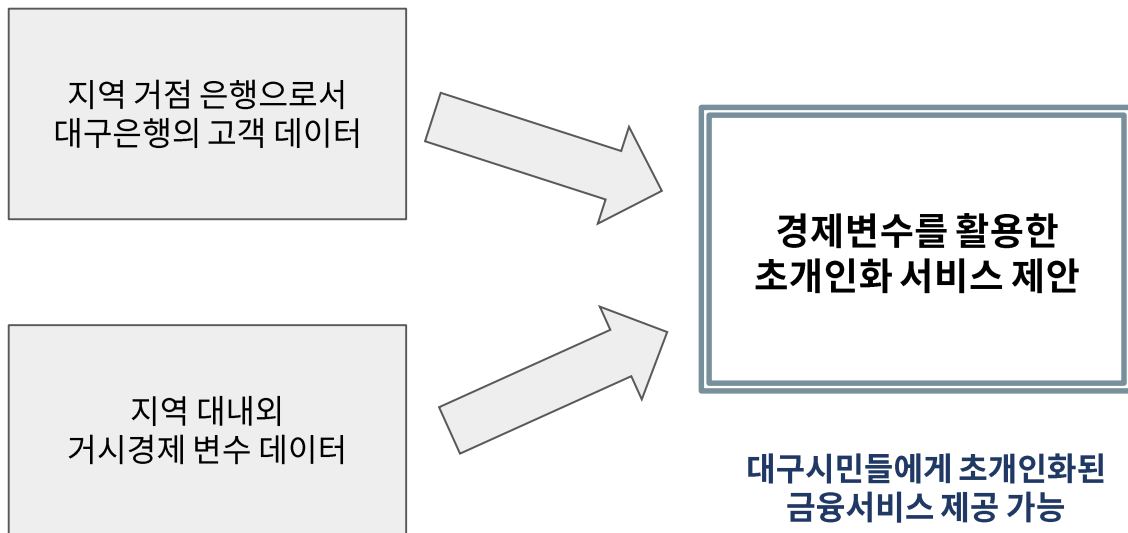 지역 거점 은행으로서
대구은행의 고객 데이터
경제변수를 활용한
초개인화 서비스 제안
지역 대내외
거시경제 변수 데이터
대구시민들에게 초개인화된
금융서비스 제공 가능